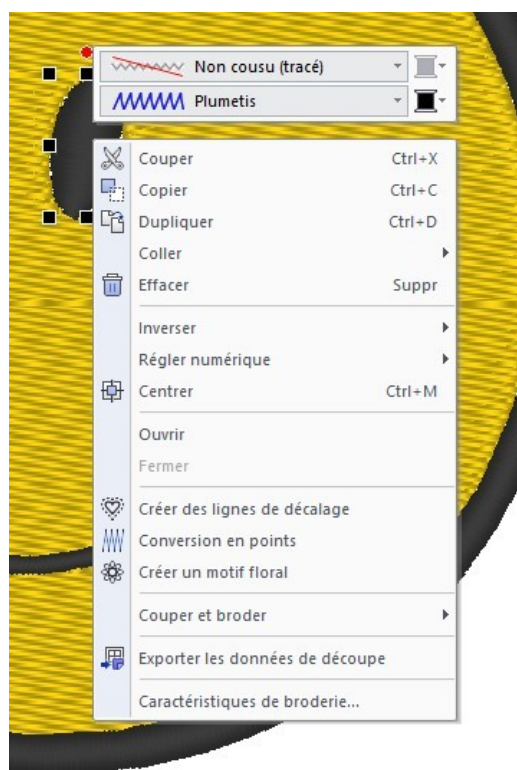 Non cousu (tracé)
Plumetis
Couper Ctrl+X
Copier Ctrl+C
Dupliquer Ctrl+D
Coller
Effacer Suppr
Inverser
Régler numérique
Centrer Ctrl+M
Ouvrir
Fermer
Créer des lignes de décalage
Conversion en points
Créer un motif floral
Couper et broder
Exporter les données de découpe
Caractéristiques de broderie...